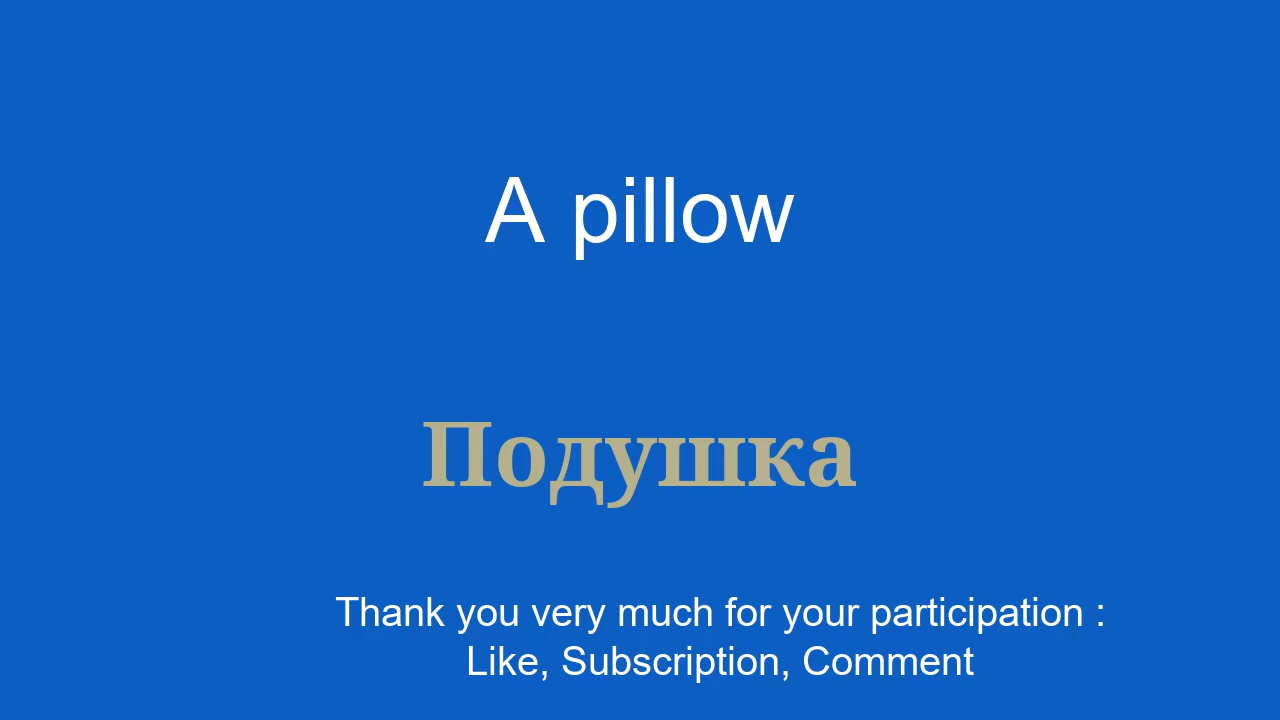 A pillow
Подушка
Thank you very much for your participation :
Like, Subscription, Comment